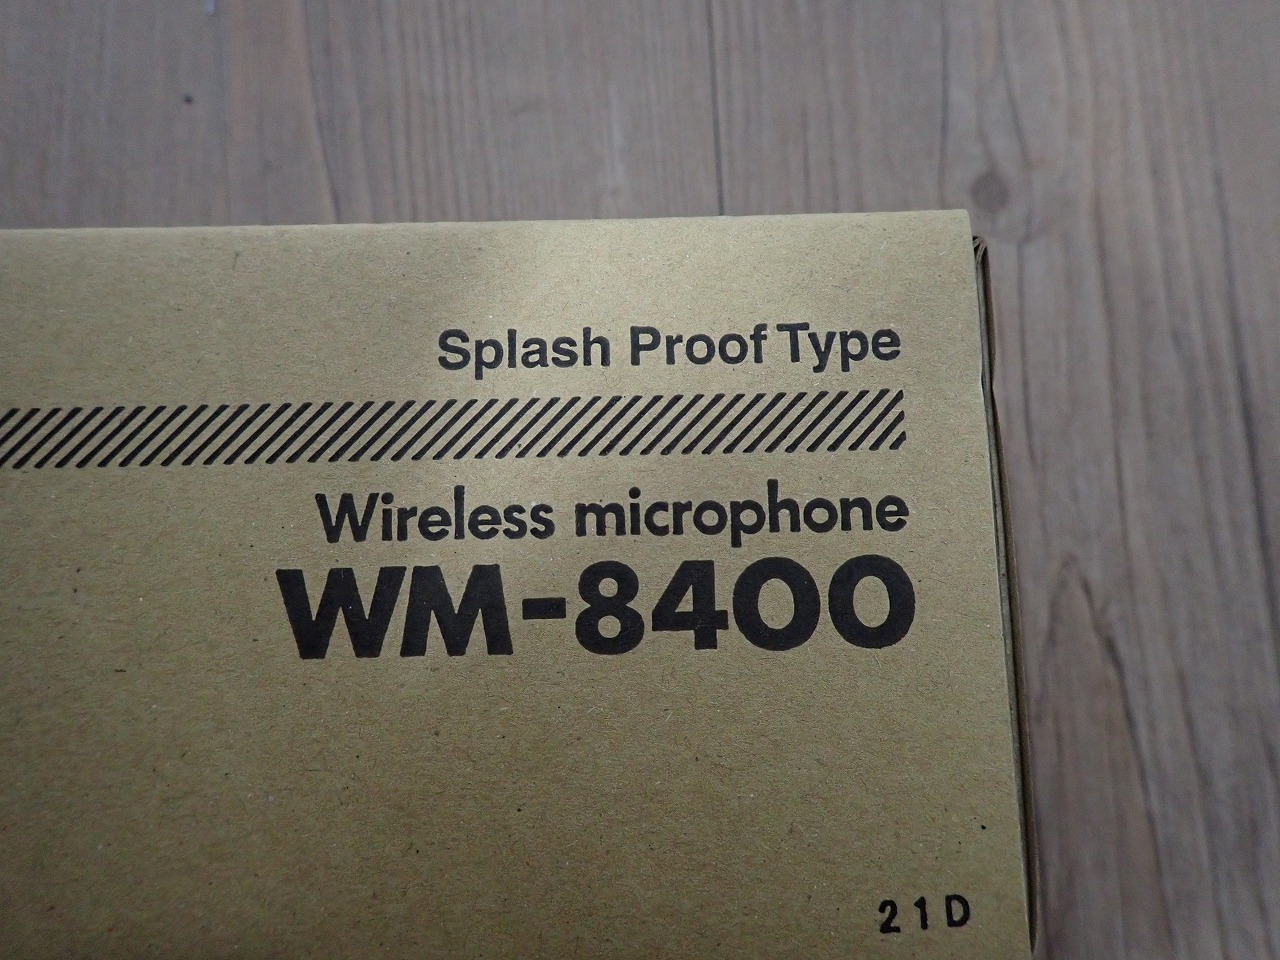 Splash Proof Type
Wireless microphone
WM-8400
21D